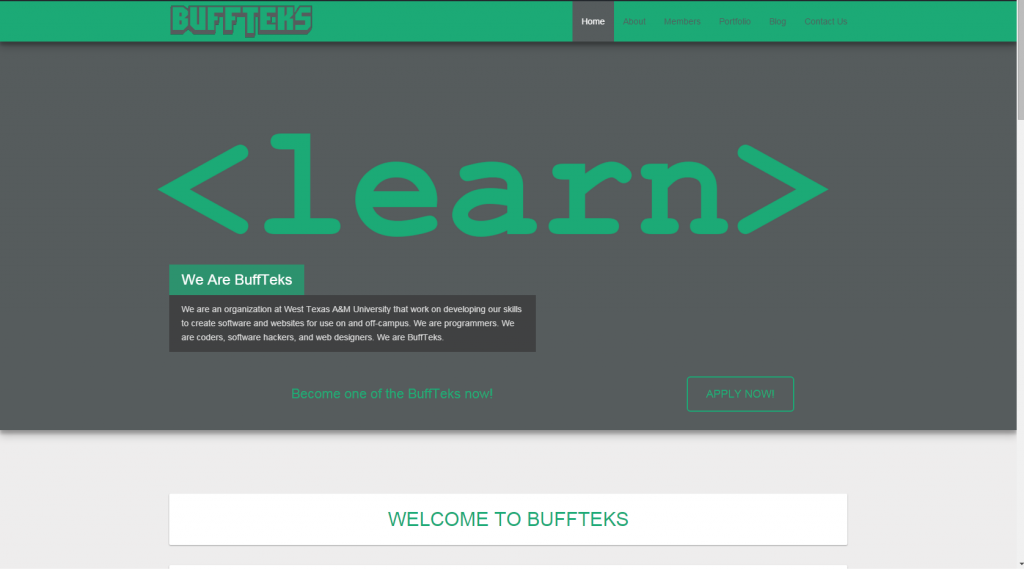 BUFFTEKS
Home About Members Portfolio Blog Contact Us
<learn>
We Are BuffTeks
We are an organization at West Texas A&M University that work on developing our skills
to create software and websites for use on and off-campus. We are programmers. We
are coders, software hackers, and web designers. We are BuffTeks.
Become one of the BuffTeks now!
APPLY NOW!
WELCOME TO BUFFTEKS